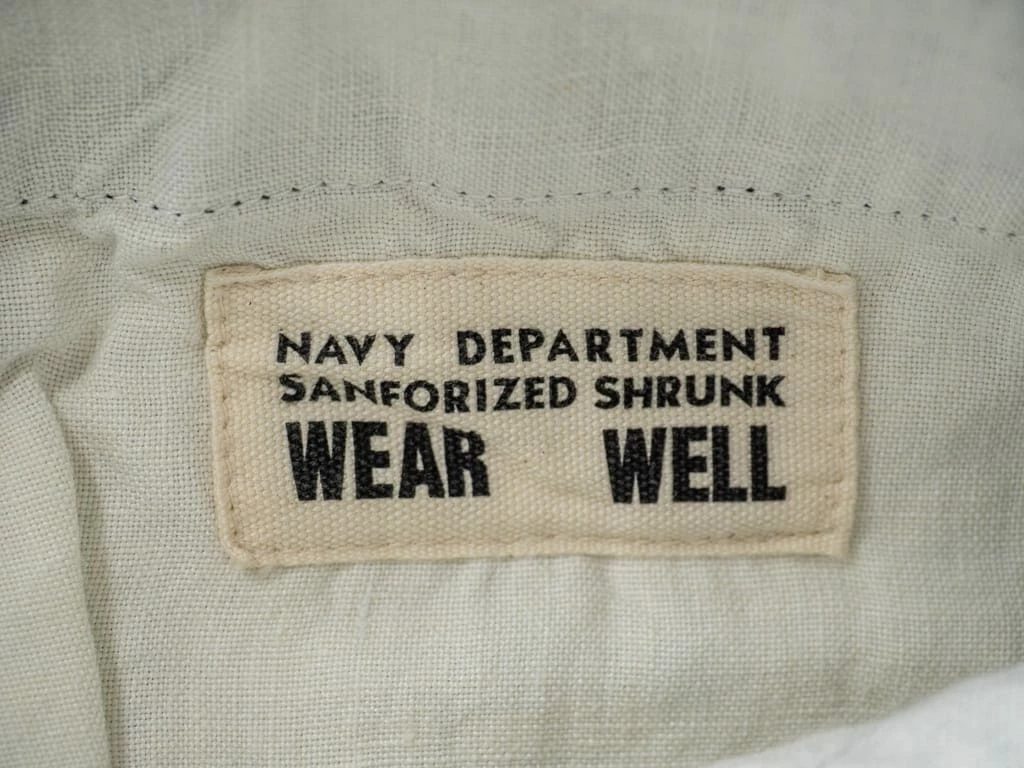 NAVY DEPARTMENT
SANFORIZED SHRUNK
WEAR WELL